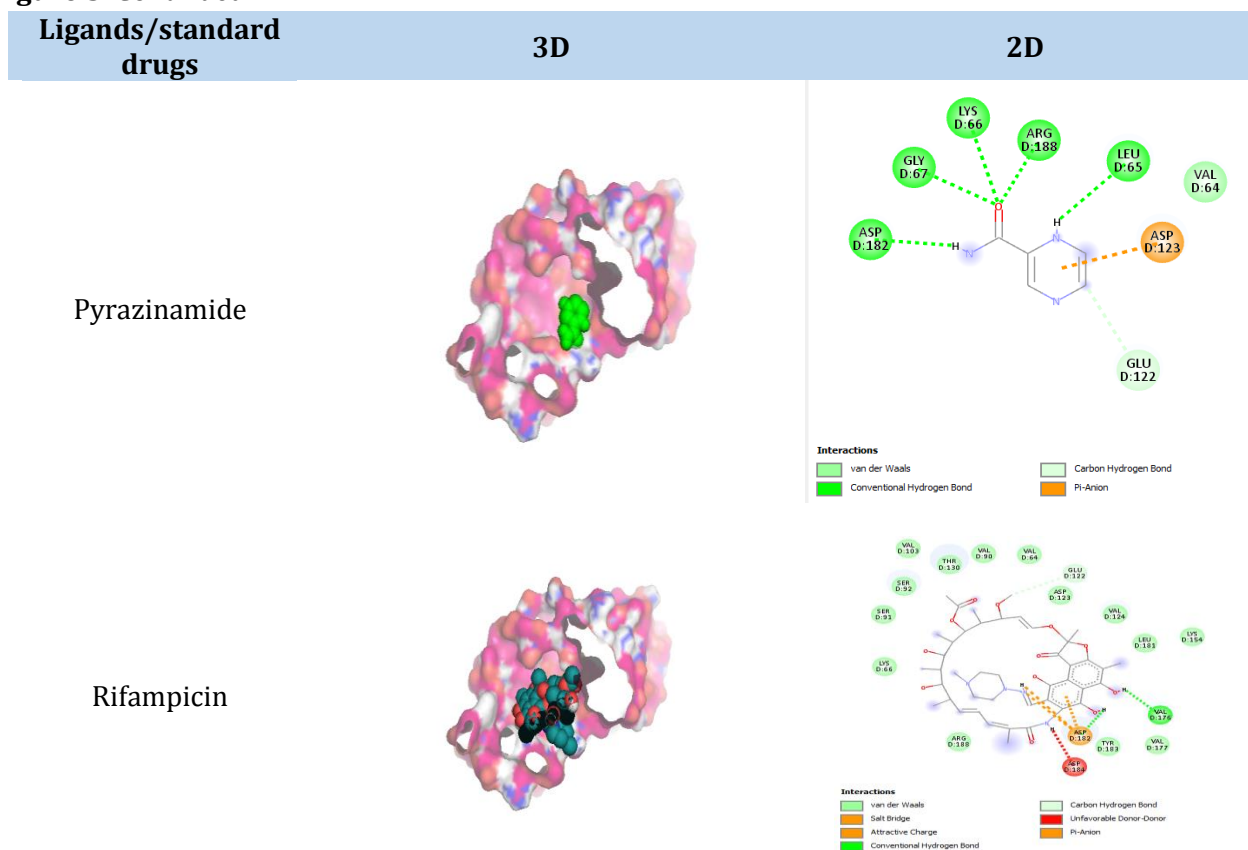 Ligands/standard
drugs
3D
2D
Pyrazinamide
LYS
D:66
ARG
D:188
GLY
D:67
LEU
D:65
VAL
D:64
ASP
D:182
ASP
D:123
GLU
D:122
H
N
O
H
N
N
Interactions
van der Waals
Conventional Hydrogen Bond
Carbon Hydrogen Bond
Pi-Anion
Rifampicin
VAL
D:103
THR
D:130
VAL
D:90
VAL
D:64
GLU
D:122
SER
D:92
ASP
D:123
SER
D:91
VAL
D:124
LEU
D:181
LYS
D:154
LYS
D:66
VAL
D:176
ARG
D:188
ASP
D:182
TYR
D:183
VAL
D:177
ASP
D:184
Interactions
van der Waals
Salt Bridge
Attractive Charge
Conventional Hydrogen Bond
Carbon Hydrogen Bond
Unfavorable Donor-Donor
Pi-Anion